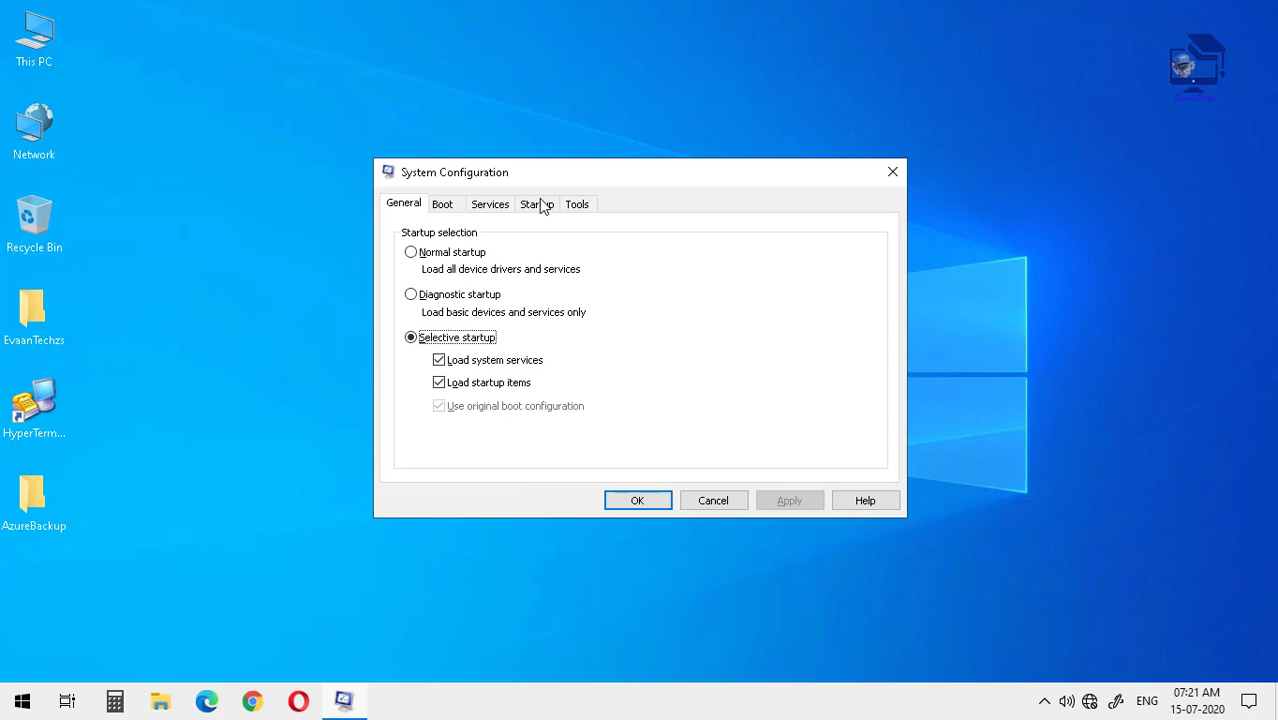 This PC
Network
Recycle Bin
EvaanTechzs
HyperTerm...
AzureBackup
System Configuration
General
Boot
Services
Startup
Tools
Startup selection
Normal startup
Load all device drivers and services
Diagnostic startup
Load basic devices and services only
Selective startup
Load system services
Load startup items
Use original boot configuration
OK
Cancel
Apply
Help
ENG
07:21 AM
15-07-2020